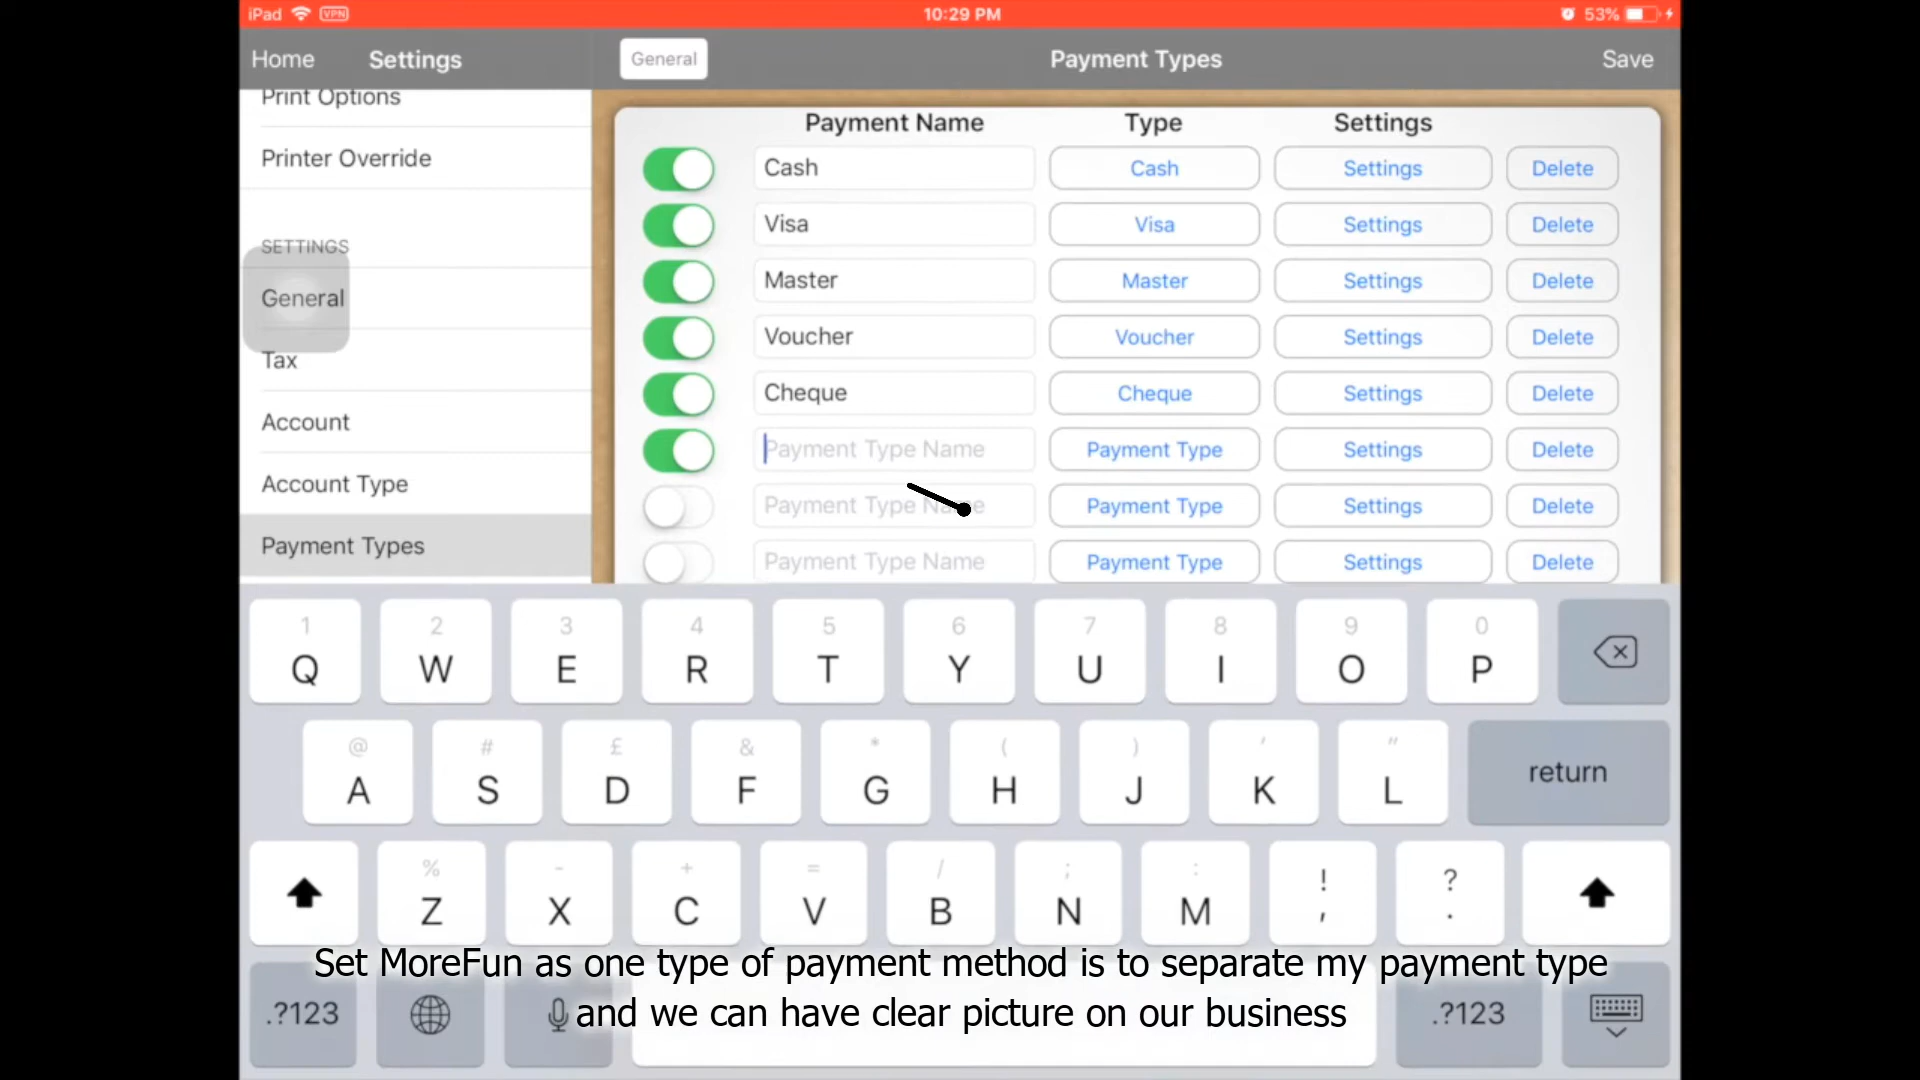 iPad VPN 10:29 PM 53%
Home Settings General Payment Types Save
Print Options
Printer Override
SETTINGS
General
Tax
Account
Account Type
Payment Types
Payment Name Type Settings
Cash Cash Settings Delete
Visa Visa Settings Delete
Master Master Settings Delete
Voucher Voucher Settings Delete
Cheque Cheque Settings Delete
Payment Type Name Payment Type Settings Delete
Payment Type Name Payment Type Settings Delete
Payment Type Name Payment Type Settings Delete
1 2 3 4 5 6 7 8 9 0
Q W E R T Y U I O P
@ # £ & * ( ) ' "
A S D F G H J K L return
% - + = / ; : ! ?
Z X C V B N M , .
Set MoreFun as one type of payment method is to separate my payment type
and we can have clear picture on our business
.?123 .?123